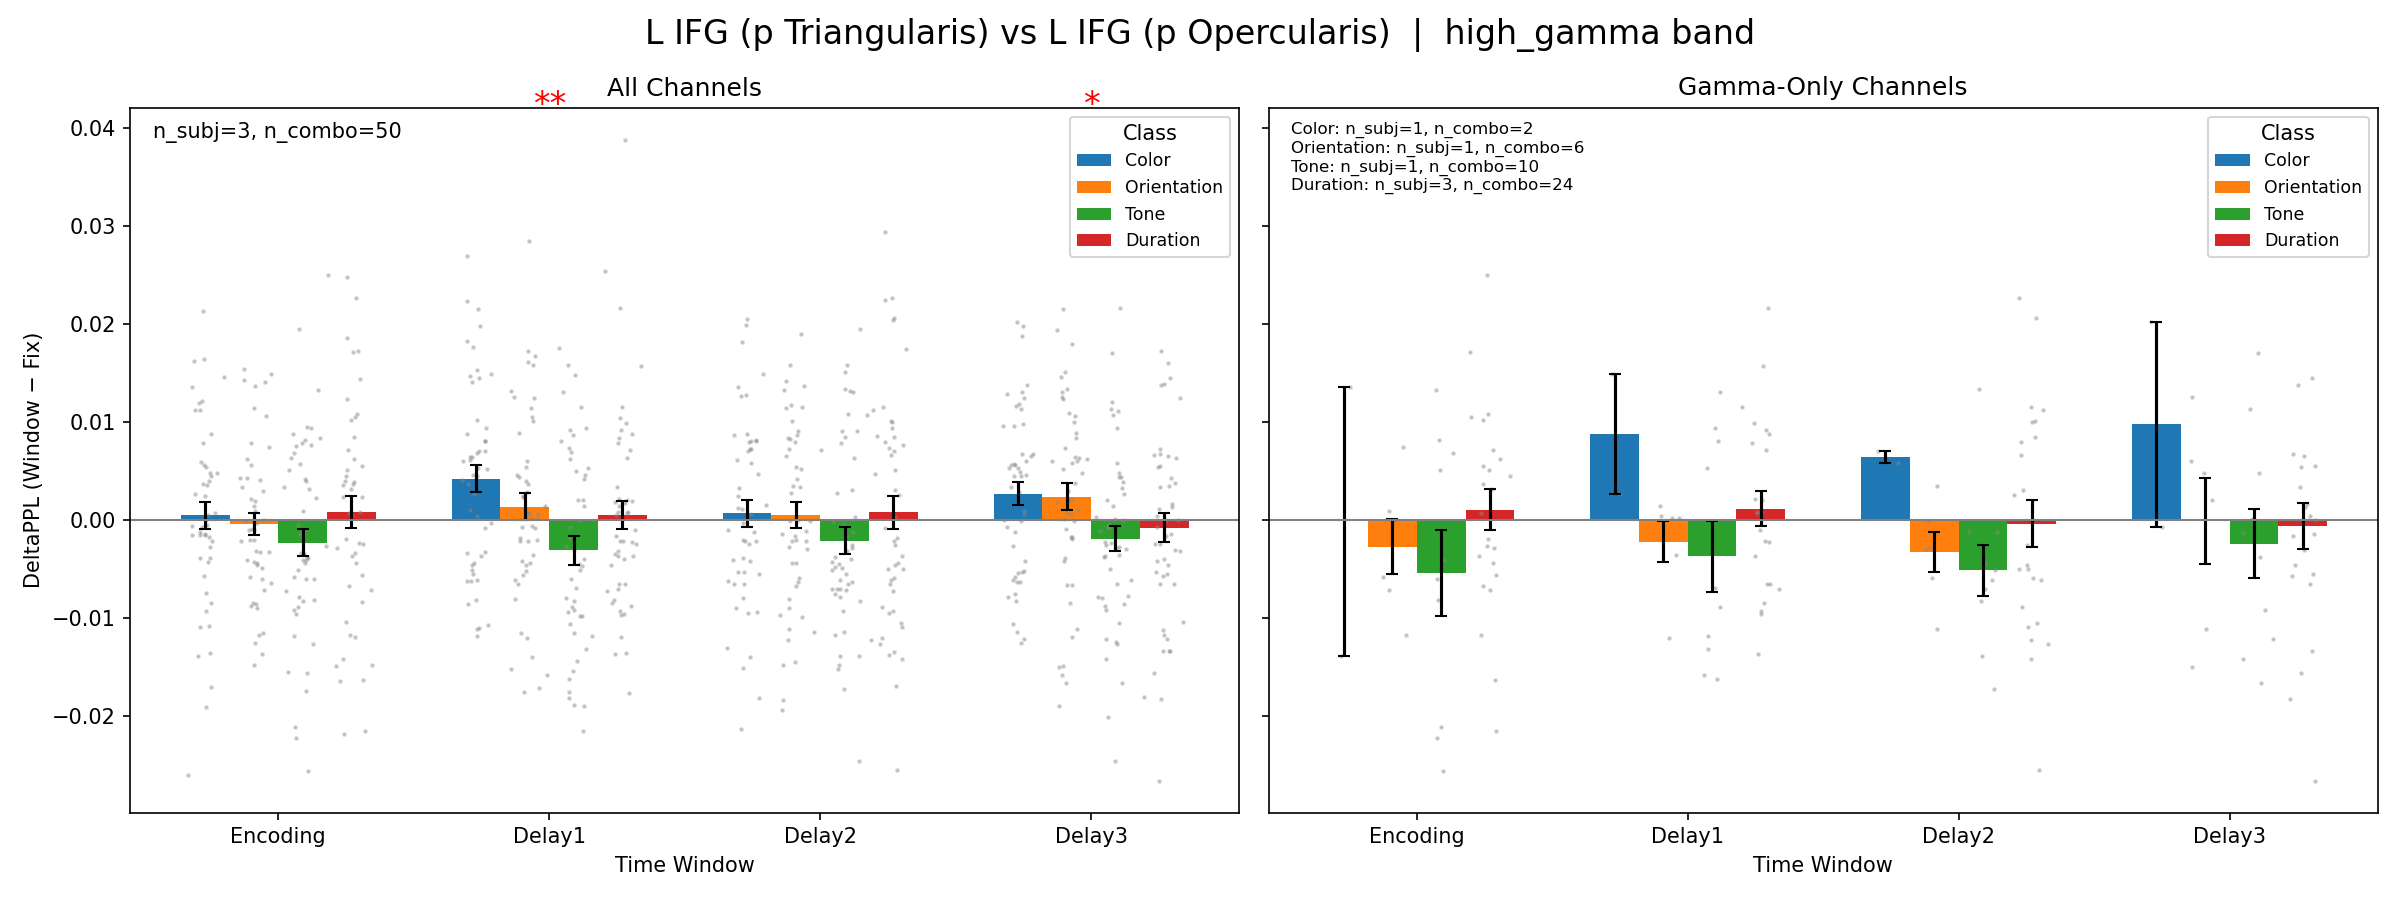 L IFG (p Triangularis) vs L IFG (p Opercularis) | high_gamma band
All Channels
**
*
n_subj=3, n_combo=50
Class
Color
Orientation
Tone
Duration
DeltaPPL (Window − Fix)
0.04
0.03
0.02
0.01
0.00
−0.01
−0.02
Encoding
Delay1
Delay2
Delay3
Time Window
Gamma-Only Channels
Color: n_subj=1, n_combo=2
Orientation: n_subj=1, n_combo=6
Tone: n_subj=1, n_combo=10
Duration: n_subj=3, n_combo=24
Class
Color
Orientation
Tone
Duration
Encoding
Delay1
Delay2
Delay3
Time Window